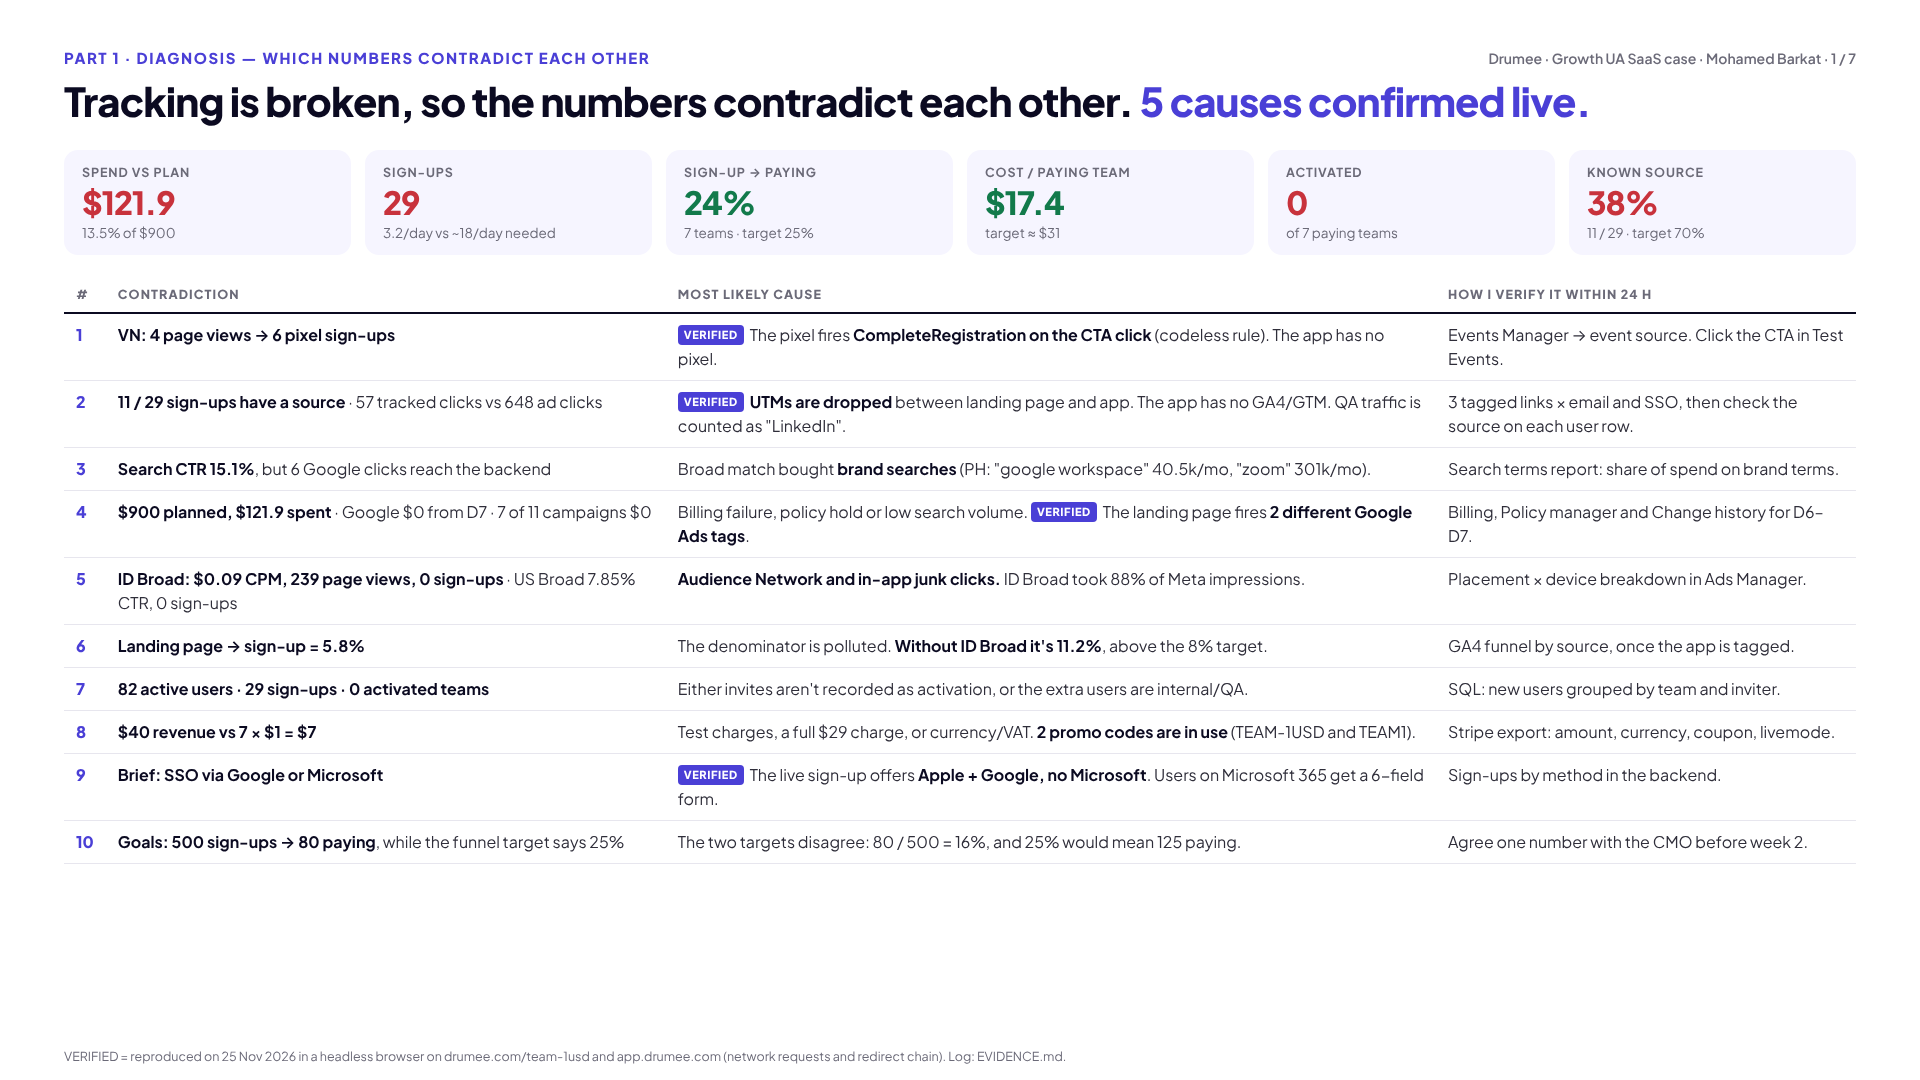 PART 1 · DIAGNOSIS — WHICH NUMBERS CONTRADICT EACH OTHER
Drumee · Growth UA SaaS case · Mohamed Barkat · 1 / 7
Tracking is broken, so the numbers contradict each other. 5 causes confirmed live.
SPEND VS PLAN
$121.9
13.5% of $900
SIGN-UPS
29
3.2/day vs ~18/day needed
SIGN-UP → PAYING
24%
7 teams · target 25%
COST / PAYING TEAM
$17.4
target ≈ $31
ACTIVATED
0
of 7 paying teams
KNOWN SOURCE
38%
11 / 29 · target 70%
# CONTRADICTION MOST LIKELY CAUSE HOW I VERIFY IT WITHIN 24 H
1 VN: 4 page views → 6 pixel sign-ups
VERIFIED The pixel fires CompleteRegistration on the CTA click (codeless rule). The app has no
pixel.
Events Manager → event source. Click the CTA in Test
Events.
2 11 / 29 sign-ups have a source · 57 tracked clicks vs 648 ad clicks
VERIFIED UTMs are dropped between landing page and app. The app has no GA4/GTM. QA traffic is
counted as "LinkedIn".
3 tagged links × email and SSO, then check the
source on each user row.
3 Search CTR 15.1%, but 6 Google clicks reach the backend
Broad match bought brand searches (PH: "google workspace" 40.5k/mo, "zoom" 301k/mo).
Search terms report: share of spend on brand terms.
4 $900 planned, $121.9 spent · Google $0 from D7 · 7 of 11 campaigns $0
Billing failure, policy hold or low search volume. VERIFIED The landing page fires 2 different Google
Ads tags.
Billing, Policy manager and Change history for D6–
D7.
5 ID Broad: $0.09 CPM, 239 page views, 0 sign-ups · US Broad 7.85%
CTR, 0 sign-ups
Audience Network and in-app junk clicks. ID Broad took 88% of Meta impressions.
Placement × device breakdown in Ads Manager.
6 Landing page → sign-up = 5.8%
The denominator is polluted. Without ID Broad it's 11.2%, above the 8% target.
GA4 funnel by source, once the app is tagged.
7 82 active users · 29 sign-ups · 0 activated teams
Either invites aren't recorded as activation, or the extra users are internal/QA.
SQL: new users grouped by team and inviter.
8 $40 revenue vs 7 × $1 = $7
Test charges, a full $29 charge, or currency/VAT. 2 promo codes are in use (TEAM-1USD and TEAM1).
Stripe export: amount, currency, coupon, livemode.
9 Brief: SSO via Google or Microsoft
VERIFIED The live sign-up offers Apple + Google, no Microsoft. Users on Microsoft 365 get a 6-field
form.
Sign-ups by method in the backend.
10 Goals: 500 sign-ups → 80 paying, while the funnel target says 25%
The two targets disagree: 80 / 500 = 16%, and 25% would mean 125 paying.
Agree one number with the CMO before week 2.
VERIFIED = reproduced on 25 Nov 2026 in a headless browser on drumee.com/team-1usd and app.drumee.com (network requests and redirect chain). Log: EVIDENCE.md.